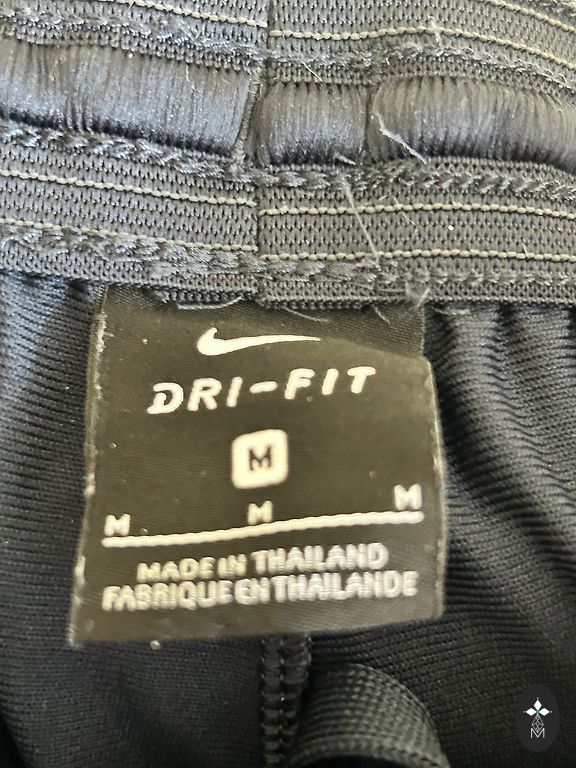 DRI-FIT
M
M M M
MADE IN THAILAND
FABRIQUE EN THAILANDE
M